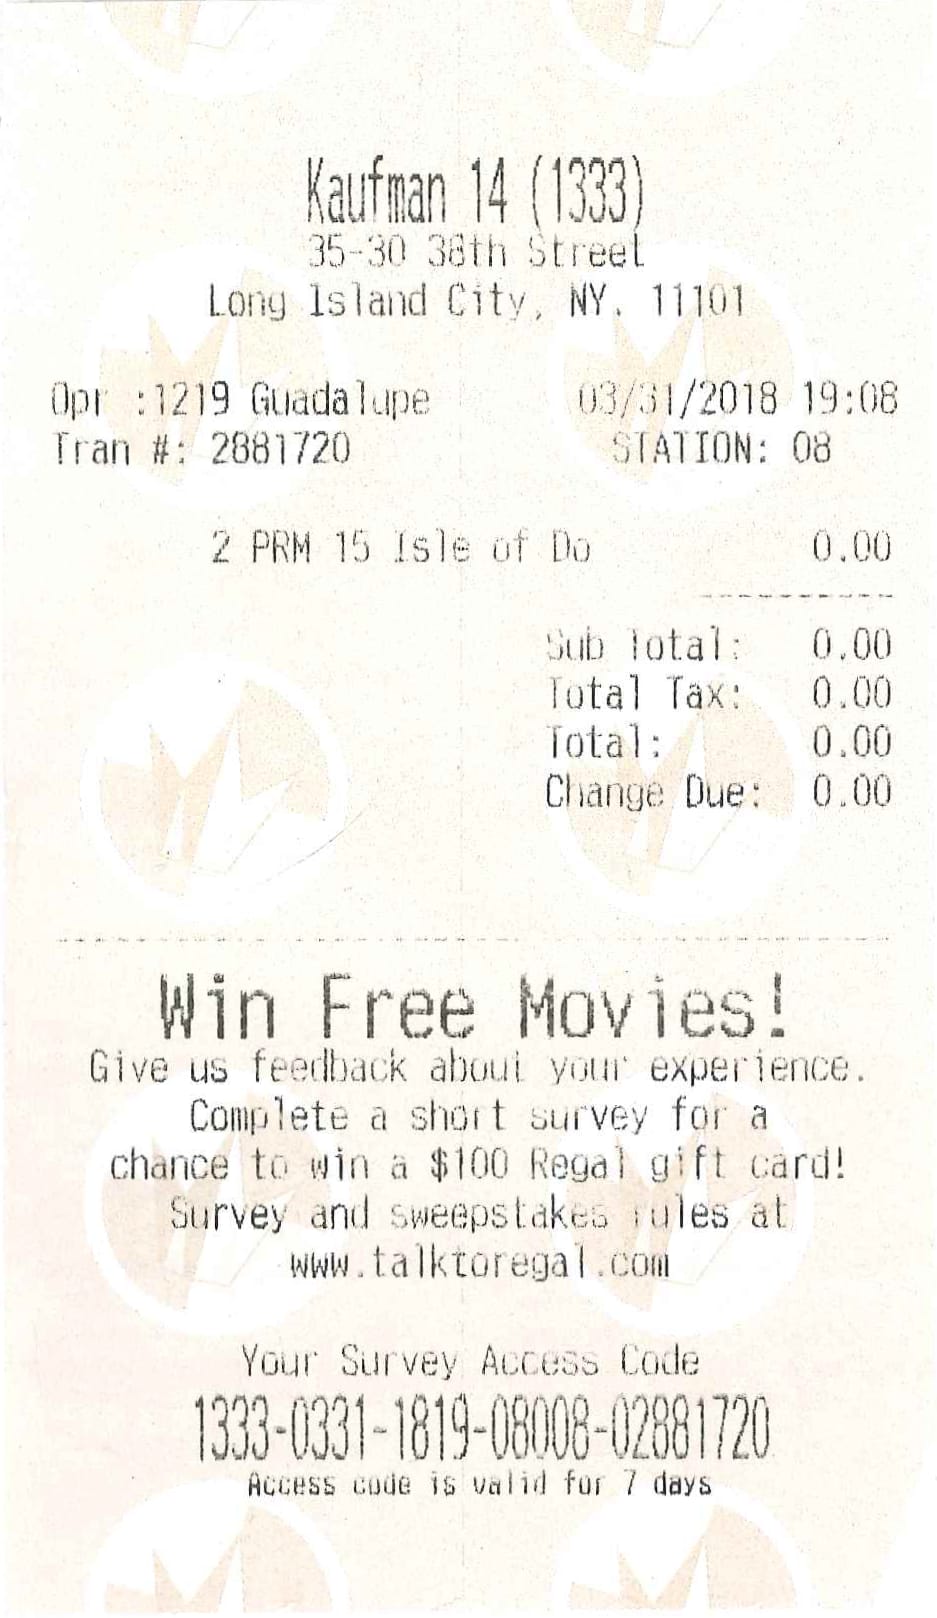 Kaufman 14 (1333)
35-30 38th Street
Long Island City, NY. 11101
Opr :1219 Guadalupe 03/31/2018 19:08
Tran #: 2881720 STATION: 08
2 PRM 15 Isle of Do 0.00
Sub Total: 0.00
Total Tax: 0.00
Total: 0.00
Change Due: 0.00
Win Free Movies!
Give us feedback about your experience.
Complete a short survey for a
chance to win a $100 Regal gift card!
Survey and sweepstakes rules at
www.talktoregal.com
Your Survey Access Code
1333-0331-1819-08008-02881720
Access code is valid for 7 days